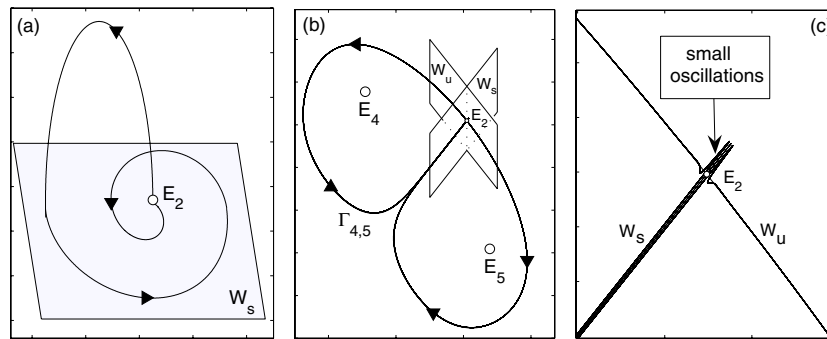 (a)
E2
Ws
(b)
Wu
Ws
E4
E2
Γ4,5
E5
(c)
small
oscillations
E2
Ws
Wu